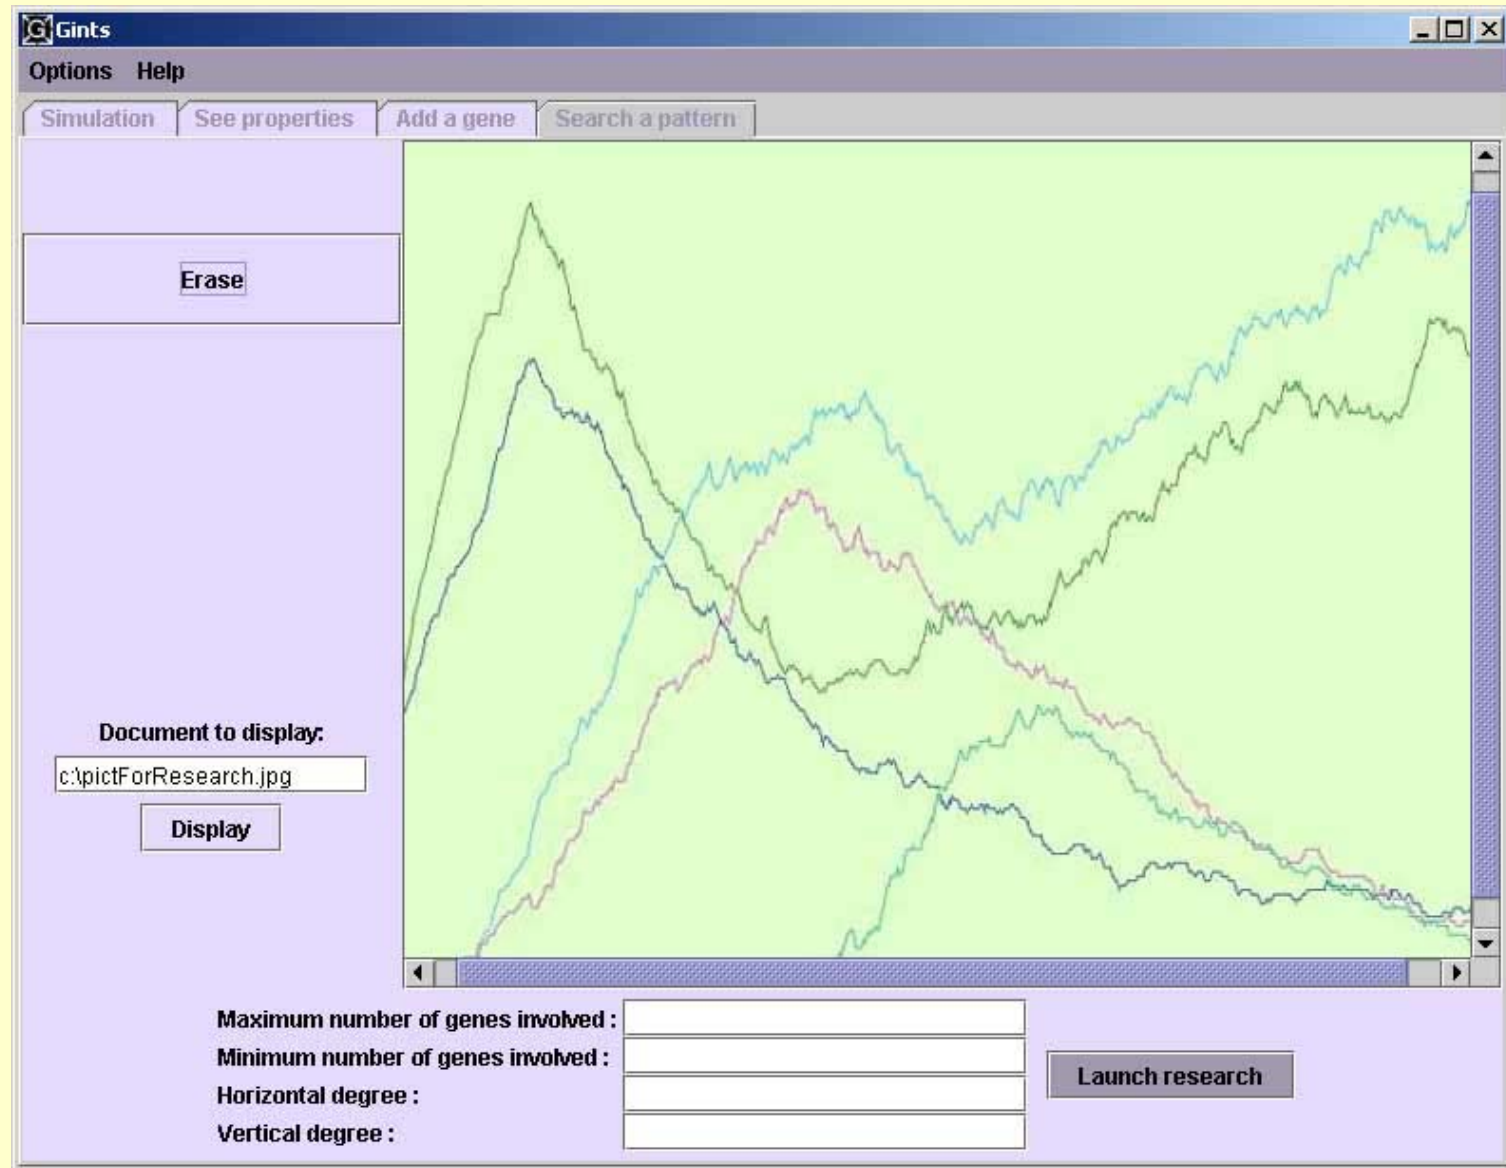 Gints
Options Help
Simulation See properties Add a gene Search a pattern
Erase
Document to display:
c:\pictForResearch.jpg
Display
Maximum number of genes involved :
Minimum number of genes involved :
Horizontal degree :
Vertical degree :
Launch research